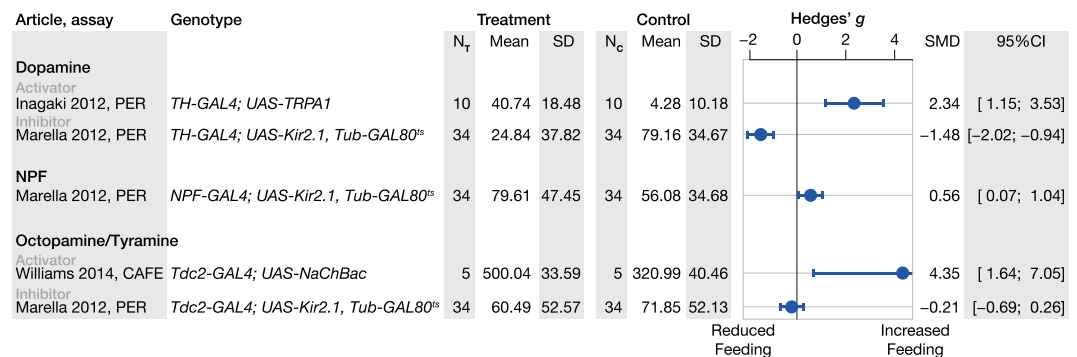 Article, assay Genotype Treatment Control Hedges’ g
N_T Mean SD N_C Mean SD −2 0 2 4 SMD 95%CI
Dopamine
Activator
Inagaki 2012, PER TH-GAL4; UAS-TRPA1 10 40.74 18.48 10 4.28 10.18 2.34 [ 1.15; 3.53]
Inhibitor
Marella 2012, PER TH-GAL4; UAS-Kir2.1, Tub-GAL80^ts 34 24.84 37.82 34 79.16 34.67 −1.48 [−2.02; −0.94]
NPF
Marella 2012, PER NPF-GAL4; UAS-Kir2.1, Tub-GAL80^ts 34 79.61 47.45 34 56.08 34.68 0.56 [ 0.07; 1.04]
Octopamine/Tyramine
Activator
Williams 2014, CAFE Tdc2-GAL4; UAS-NaChBac 5 500.04 33.59 5 320.99 40.46 4.35 [ 1.64; 7.05]
Inhibitor
Marella 2012, PER Tdc2-GAL4; UAS-Kir2.1, Tub-GAL80^ts 34 60.49 52.57 34 71.85 52.13 −0.21 [−0.69; 0.26]
Reduced Increased
Feeding Feeding